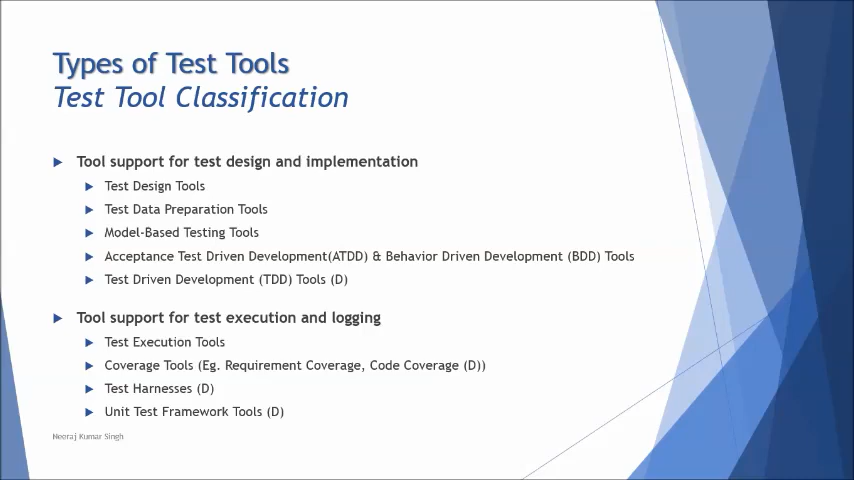 Types of Test Tools
Test Tool Classification
Tool support for test design and implementation
Test Design Tools
Test Data Preparation Tools
Model-Based Testing Tools
Acceptance Test Driven Development(ATDD) & Behavior Driven Development (BDD) Tools
Test Driven Development (TDD) Tools (D)
Tool support for test execution and logging
Test Execution Tools
Coverage Tools (Eg. Requirement Coverage, Code Coverage (D))
Test Harnesses (D)
Unit Test Framework Tools (D)
Neeraj Kumar Singh